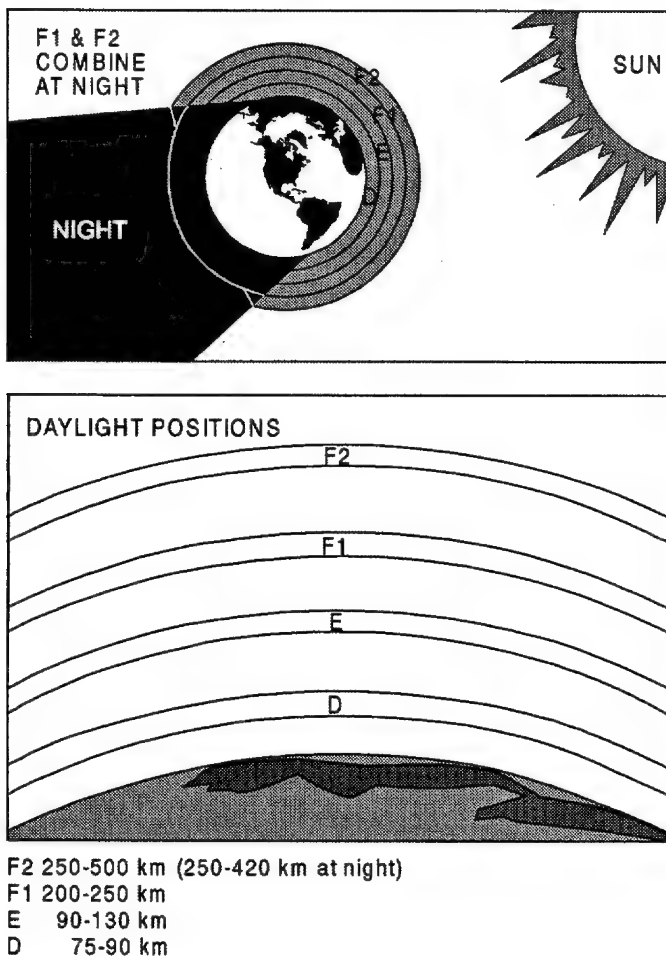 F1 & F2
COMBINE
AT NIGHT
SUN
F2
F1
E
D
NIGHT
DAYLIGHT POSITIONS
F2
F1
E
D
F2 250-500 km (250-420 km at night)
F1 200-250 km
E 90-130 km
D 75-90 km